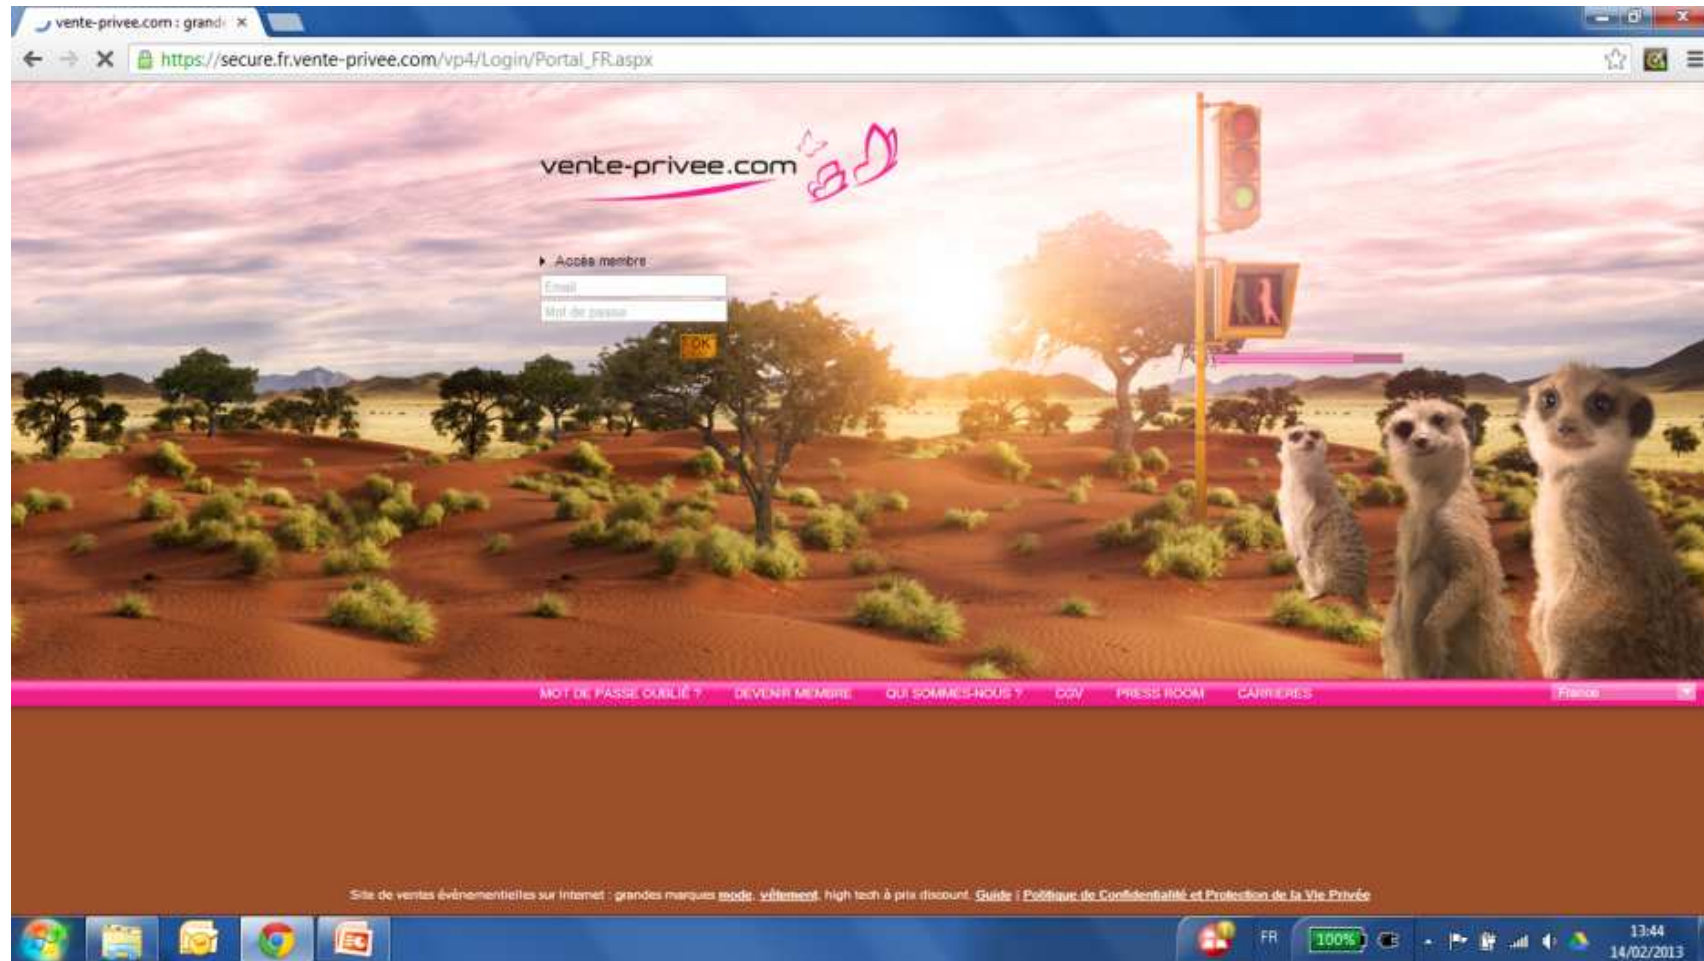 vente-privee.com : grand
https://secure.fr.vente-privee.com/vp4/Login/Portal_FR.aspx
vente-privee.com
Accès membre
Email
Mot de passe
OK
MOT DE PASSE OUBLIÉ ? DEVENIR MEMBRE QUI SOMMES-NOUS ? CGV PRESS ROOM CARRIERES France
Site de ventes évènementielles sur Internet : grandes marques mode, vêtement, high tech à prix discount. Guide | Politique de Confidentialité et Protection de la Vie Privée
FR 100% 13:44
14/02/2013